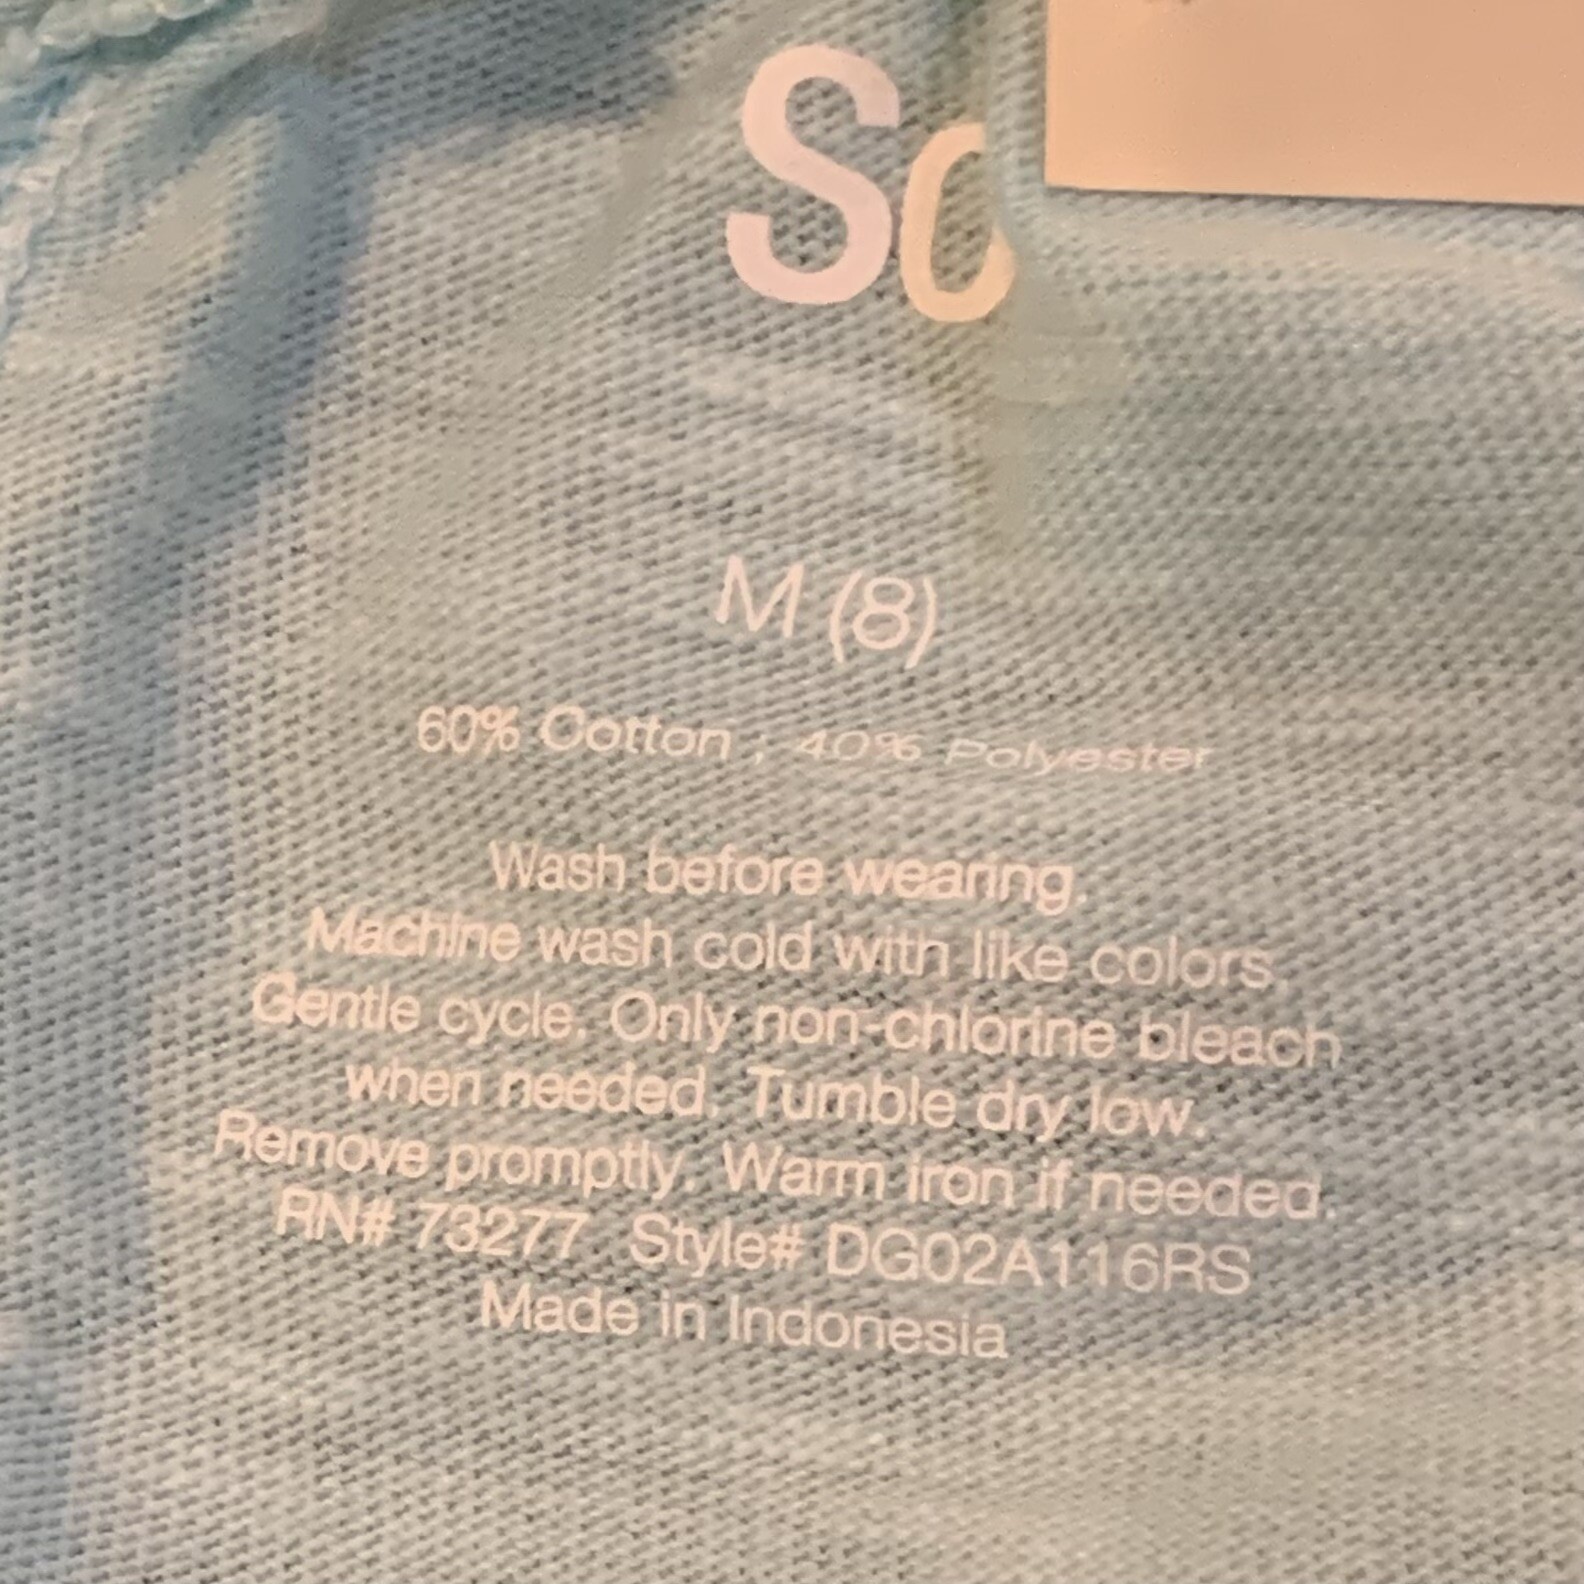 So
M (8)
60% Cotton ; 40% Polyester
Wash before wearing.
Machine wash cold with like colors.
Gentle cycle. Only non-chlorine bleach
when needed. Tumble dry low.
Remove promptly. Warm iron if needed.
RN# 73277 Style# DG02A116RS
Made in Indonesia